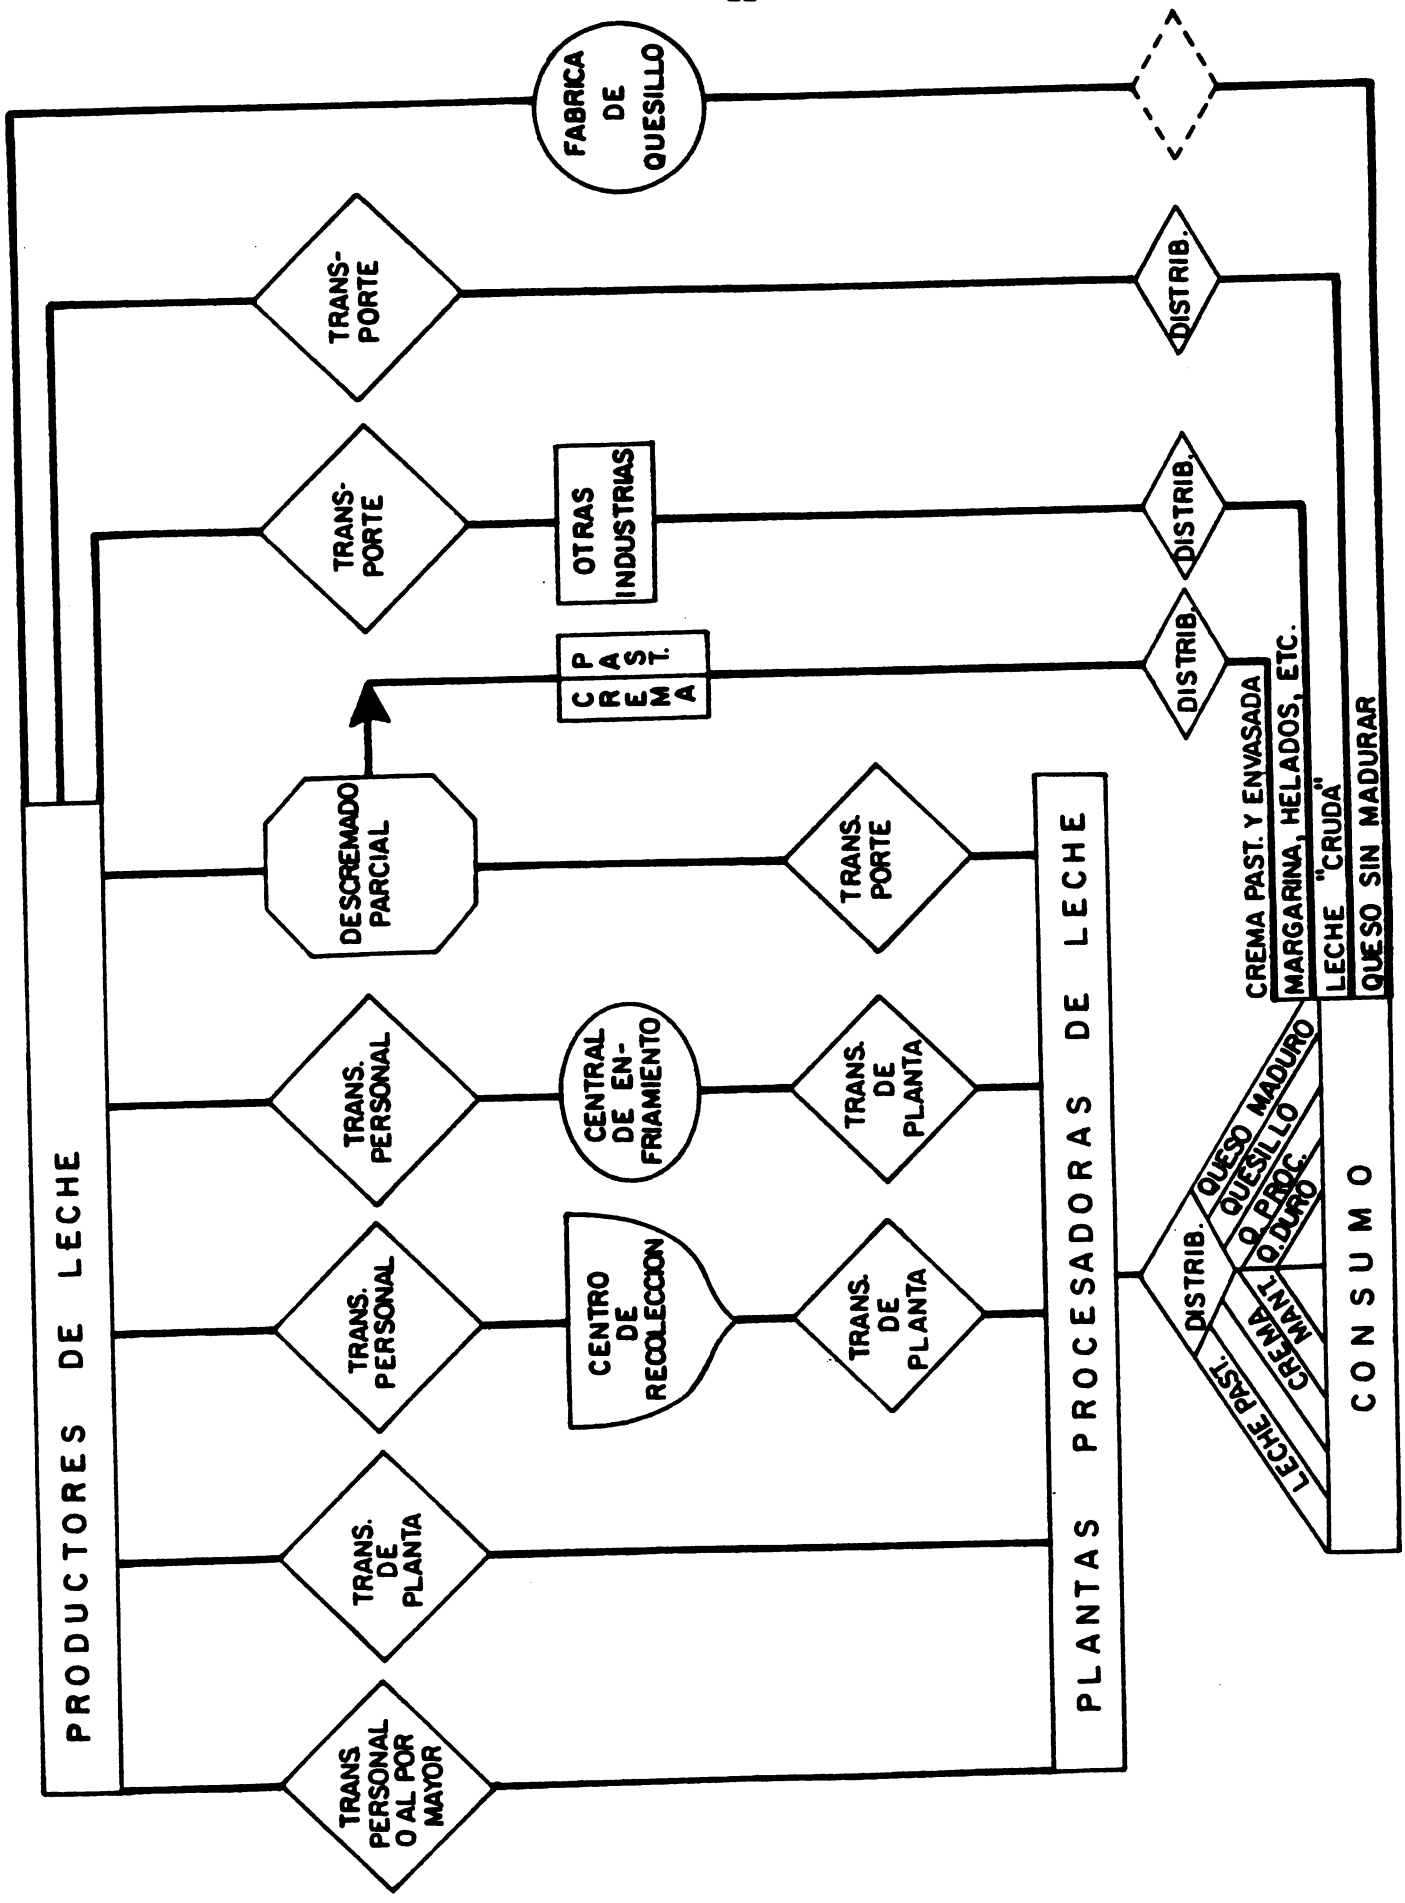 PRODUCTORES DE LECHE
TRANS.
PERSONAL
O AL POR
MAYOR
TRANS.
DE
PLANTA
TRANS.
PERSONAL
TRANS.
PERSONAL
DESCREMADO
PARCIAL
TRANS-
PORTE
TRANS-
PORTE
CENTRO
DE
RECOLECCION
CENTRAL
DE EN-
FRIAMIENTO
CREMA
PAST.
OTRAS
INDUSTRIAS
FABRICA
DE
QUESILLO
TRANS.
DE
PLANTA
TRANS.
DE
PLANTA
TRANS.
PORTE
PLANTAS PROCESADORAS DE LECHE
DISTRIB.
DISTRIB.
DISTRIB.
DISTRIB.
LECHE PAST.
CREMA
MANT.
Q. DURO
Q. PROC.
QUESILLO
QUESO MADURO
CREMA PAST. Y ENVASADA
MARGARINA, HELADOS, ETC.
LECHE "CRUDA"
QUESO SIN MADURAR
CONSUMO